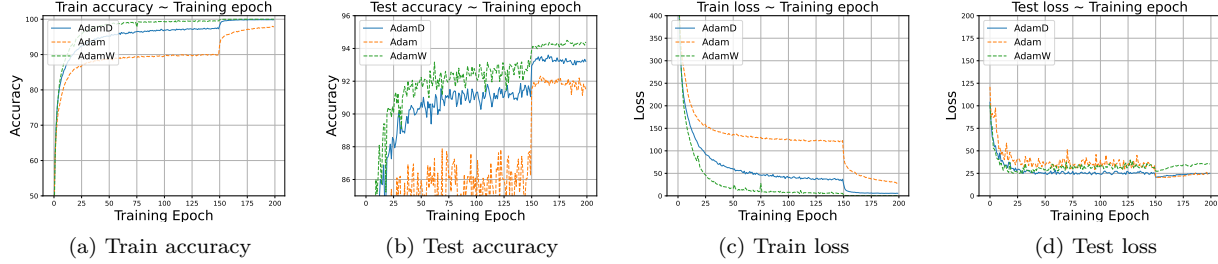 Train accuracy ~ Training epoch
100
90
80
70
60
50
Accuracy
AdamD
Adam
AdamW
0 25 50 75 100 125 150 175 200
Training Epoch
(a) Train accuracy
Test accuracy ~ Training epoch
96
94
92
90
88
86
Accuracy
AdamD
Adam
AdamW
0 25 50 75 100 125 150 175 200
Training Epoch
(b) Test accuracy
Train loss ~ Training epoch
400
350
300
250
200
150
100
50
0
Loss
AdamD
Adam
AdamW
0 25 50 75 100 125 150 175 200
Training Epoch
(c) Train loss
Test loss ~ Training epoch
200
175
150
125
100
75
50
25
0
Loss
AdamD
Adam
AdamW
0 25 50 75 100 125 150 175 200
Training Epoch
(d) Test loss